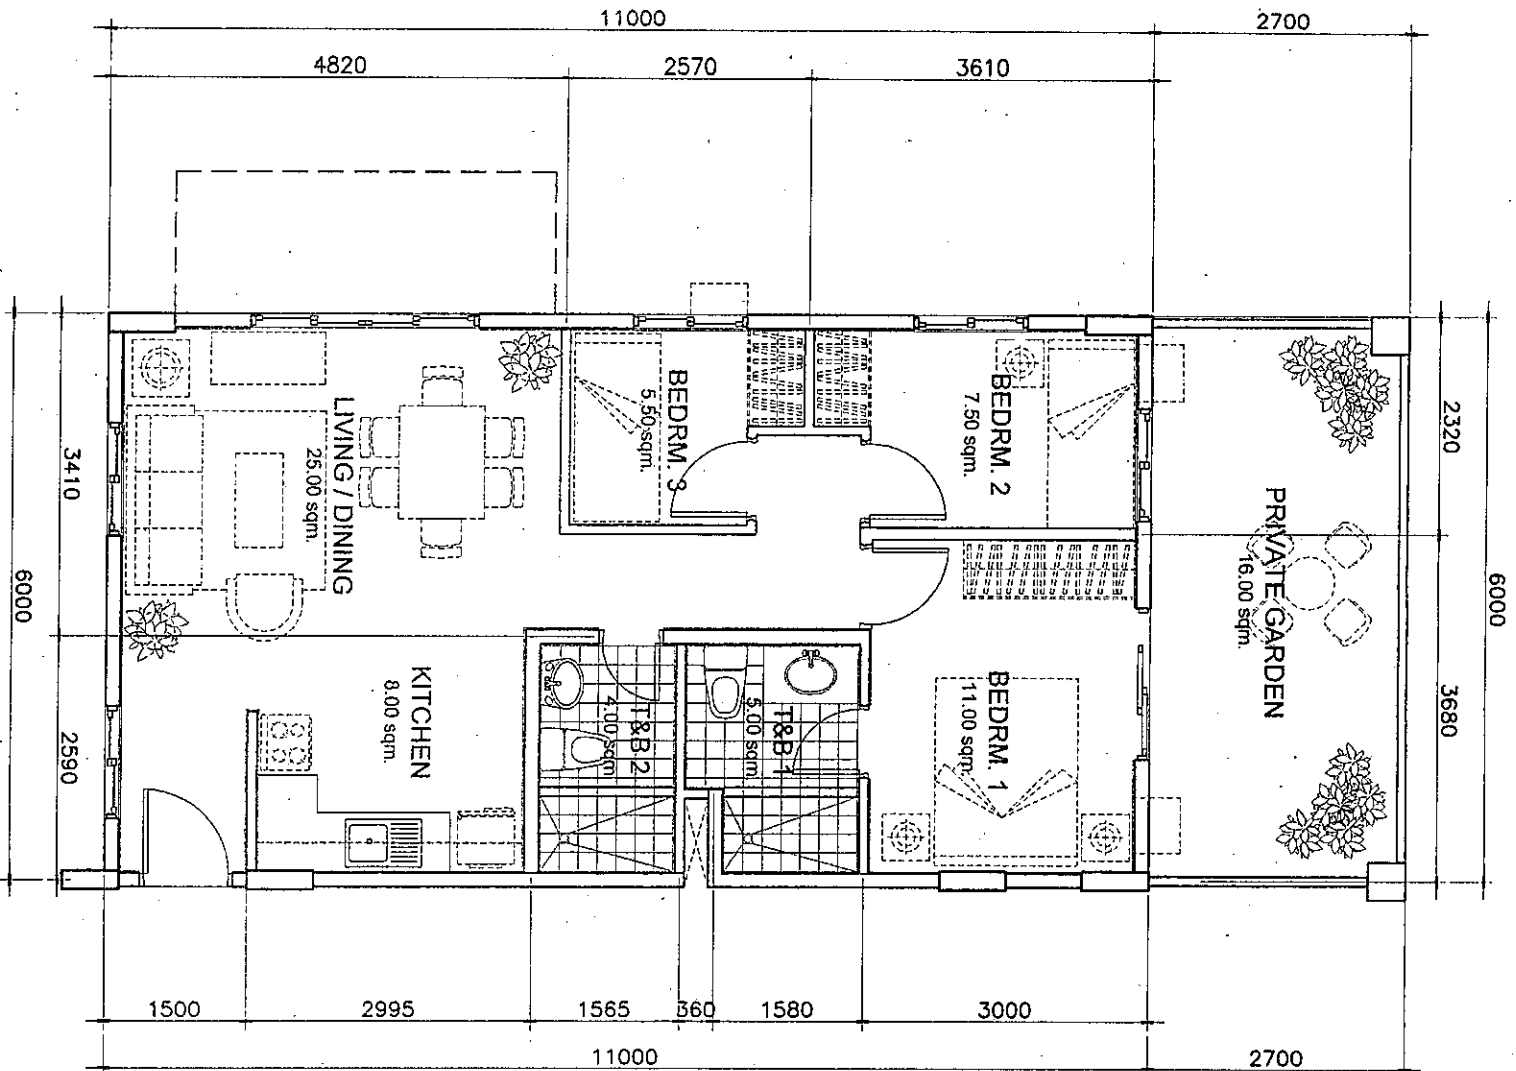 11000
2700
4820
2570
3610
6000
3410
2590
LIVING / DINING
25.00 sqm.
KITCHEN
8.00 sqm.
BEDRM. 3
5.50 sqm.
BEDRM. 2
7.50 sqm.
T&B 2
4.00 sqm
T&B 1
5.00 sqm.
BEDRM. 1
11.00 sqm.
PRIVATE GARDEN
16.00 sqm.
2320
3680
6000
1500
2995
1565
360
1580
3000
11000
2700